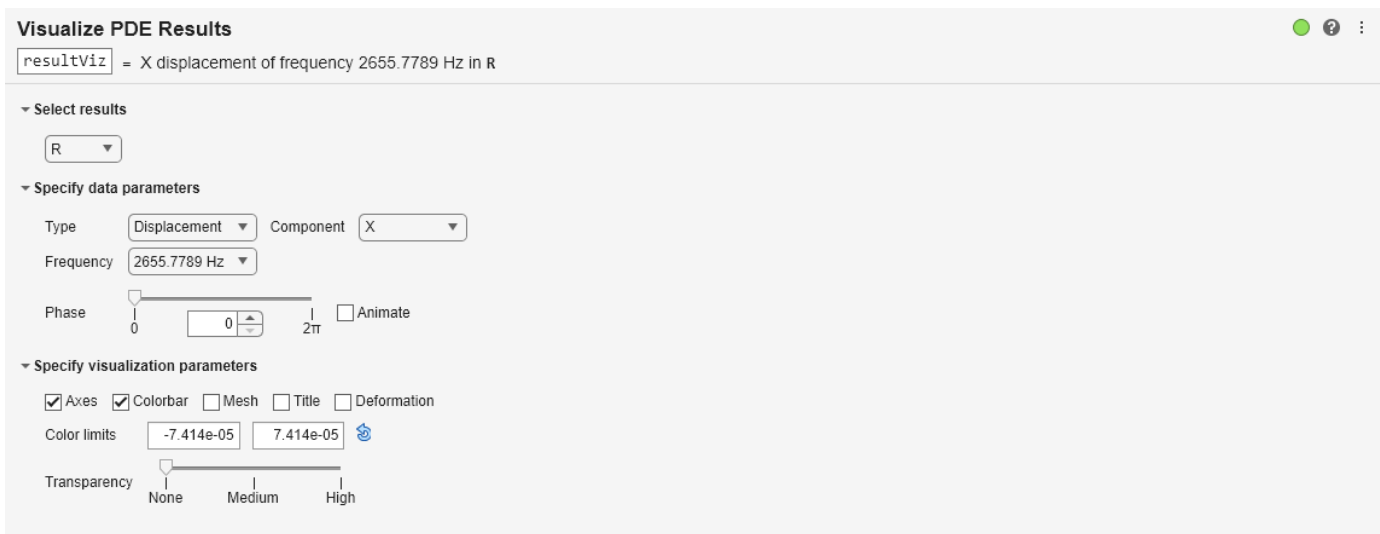 Visualize PDE Results
resultViz = X displacement of frequency 2655.7789 Hz in R
Select results
R
Specify data parameters
Type Displacement Component X
Frequency 2655.7789 Hz
Phase 0 0 2π Animate
Specify visualization parameters
Axes Colorbar Mesh Title Deformation
Color limits -7.414e-05 7.414e-05
Transparency
None Medium High